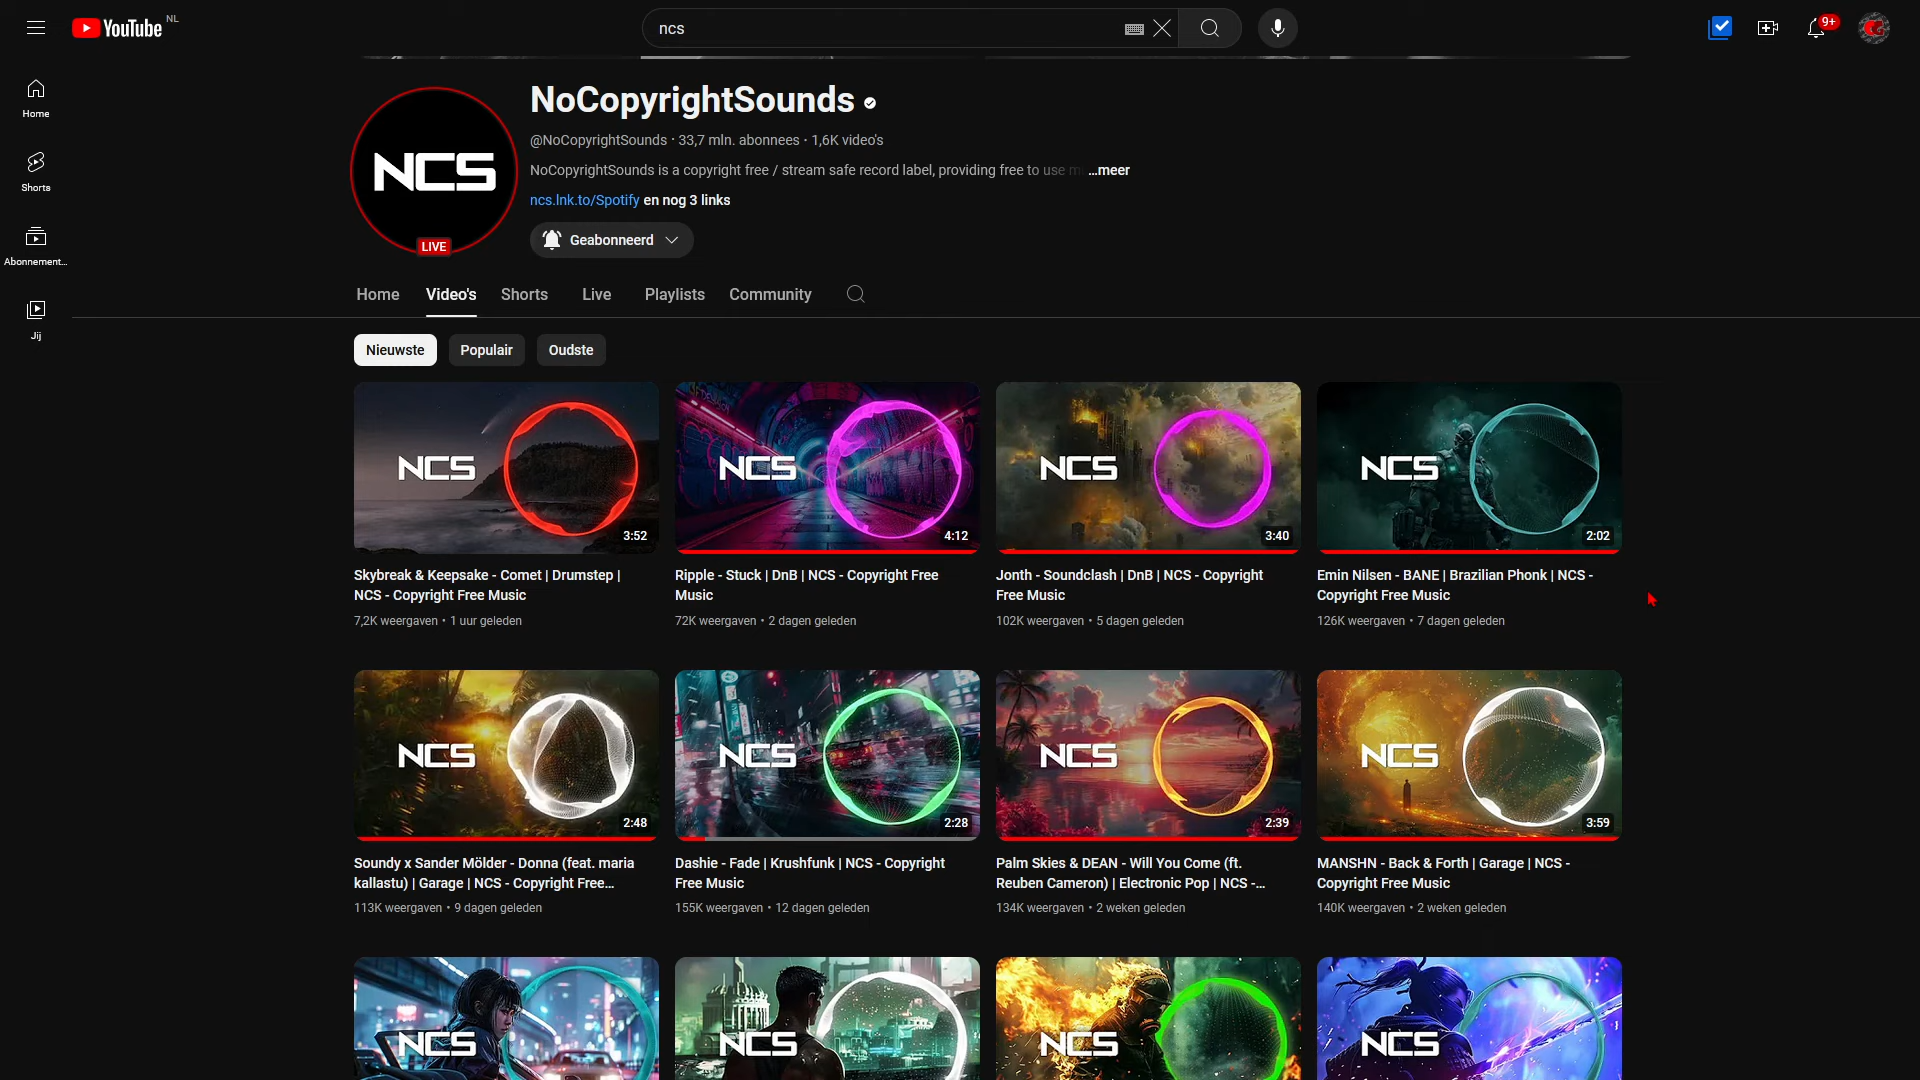 YouTube NL
ncs
9+
Home
Shorts
Abonnement...
Jij
NCS
LIVE
NoCopyrightSounds
@NoCopyrightSounds · 33,7 mln. abonnees · 1,6K video's
NoCopyrightSounds is a copyright free / stream safe record label, providing free to use ...meer
ncs.lnk.to/Spotify en nog 3 links
Geabonneerd
Home Video's Shorts Live Playlists Community
Nieuwste Populair Oudste
NCS
3:52
NCS
4:12
NCS
3:40
NCS
2:02
Skybreak & Keepsake - Comet | Drumstep |
NCS - Copyright Free Music
7,2K weergaven • 1 uur geleden
Ripple - Stuck | DnB | NCS - Copyright Free
Music
72K weergaven • 2 dagen geleden
Jonth - Soundclash | DnB | NCS - Copyright
Free Music
102K weergaven • 5 dagen geleden
Emin Nilsen - BANE | Brazilian Phonk | NCS -
Copyright Free Music
126K weergaven • 7 dagen geleden
NCS
2:48
NCS
2:28
NCS
2:39
NCS
3:59
Soundy x Sander Mölder - Donna (feat. maria
kallastu) | Garage | NCS - Copyright Free...
113K weergaven • 9 dagen geleden
Dashie - Fade | Krushfunk | NCS - Copyright
Free Music
155K weergaven • 12 dagen geleden
Palm Skies & DEAN - Will You Come (ft.
Reuben Cameron) | Electronic Pop | NCS -...
134K weergaven • 2 weken geleden
MANSHN - Back & Forth | Garage | NCS -
Copyright Free Music
140K weergaven • 2 weken geleden
NCS
NCS
NCS
NCS